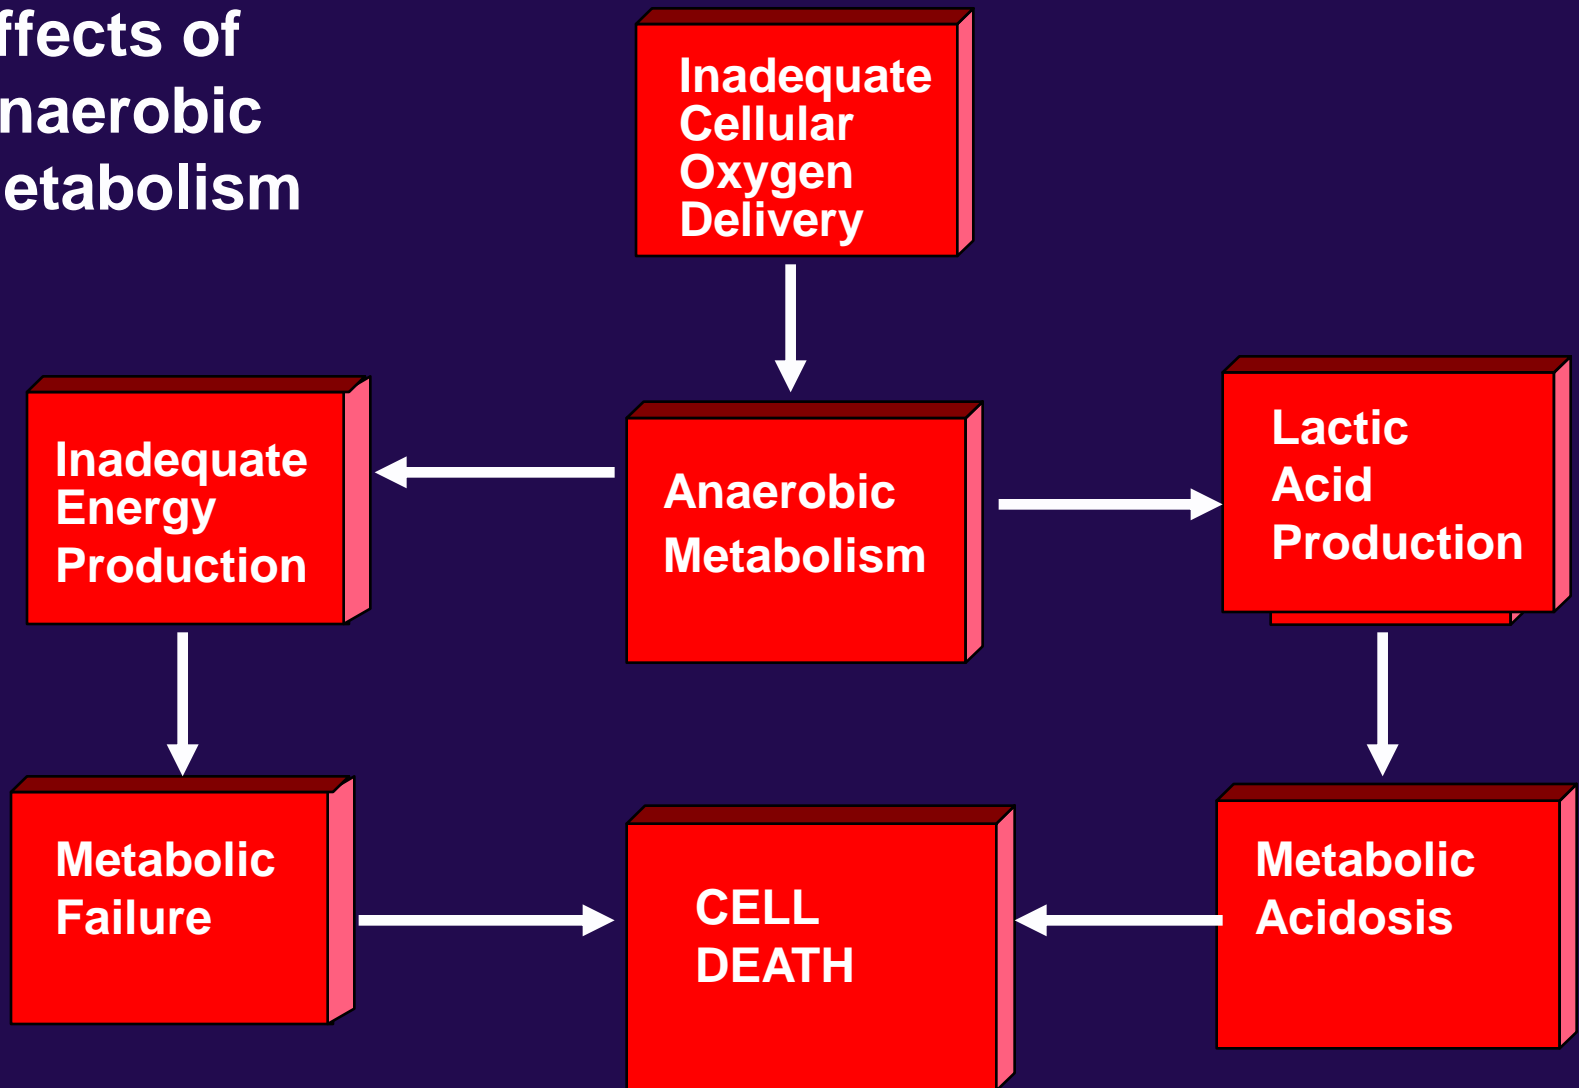 ffects of
naerobic
etabolism
Inadequate
Cellular
Oxygen
Delivery
Inadequate
Energy
Production
Anaerobic
Metabolism
Lactic
Acid
Production
Metabolic
Failure
CELL
DEATH
Metabolic
Acidosis